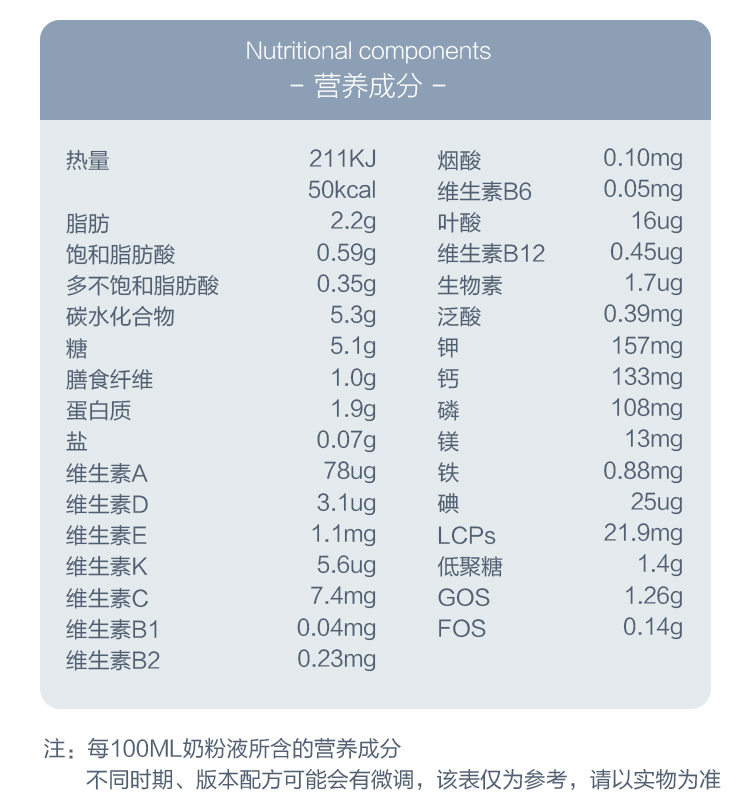 Nutritional components
- 营养成分 -
热量 211KJ
50kcal
脂肪 2.2g
饱和脂肪酸 0.59g
多不饱和脂肪酸 0.35g
碳水化合物 5.3g
糖 5.1g
膳食纤维 1.0g
蛋白质 1.9g
盐 0.07g
维生素A 78ug
维生素D 3.1ug
维生素E 1.1mg
维生素K 5.6ug
维生素C 7.4mg
维生素B1 0.04mg
维生素B2 0.23mg
烟酸 0.10mg
维生素B6 0.05mg
叶酸 16ug
维生素B12 0.45ug
生物素 1.7ug
泛酸 0.39mg
钾 157mg
钙 133mg
磷 108mg
镁 13mg
铁 0.88mg
碘 25ug
LCPs 21.9mg
低聚糖 1.4g
GOS 1.26g
FOS 0.14g
注：每100ML奶粉液所含的营养成分
不同时期、版本配方可能会有微调，该表仅为参考，请以实物为准